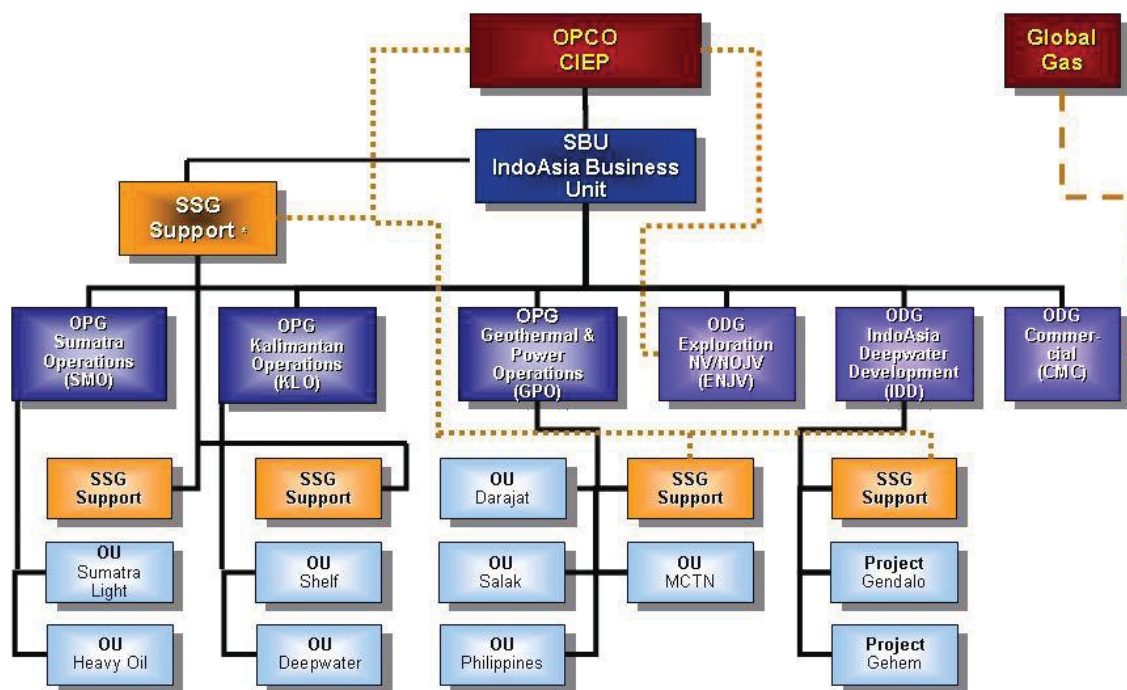 OPCO
CIEP
Global
Gas
SBU
IndoAsia Business
Unit
SSG
Support *
OPG
Sumatra
Operations
(SMO)
OPG
Kalimantan
Operations
(KLO)
OPG
Geothermal &
Power
Operations
(GPO)
ODG
Exploration
NV/NOJV
(ENJV)
ODG
IndoAsia
Deepwater
Development
(IDD)
ODG
Commer-
cial
(CMC)
SSG
Support
SSG
Support
OU
Darajat
SSG
Support
SSG
Support
OU
Sumatra
Light
OU
Shelf
OU
Salak
OU
MCTN
Project
Gendalo
OU
Heavy Oil
OU
Deepwater
OU
Philippines
Project
Gehem